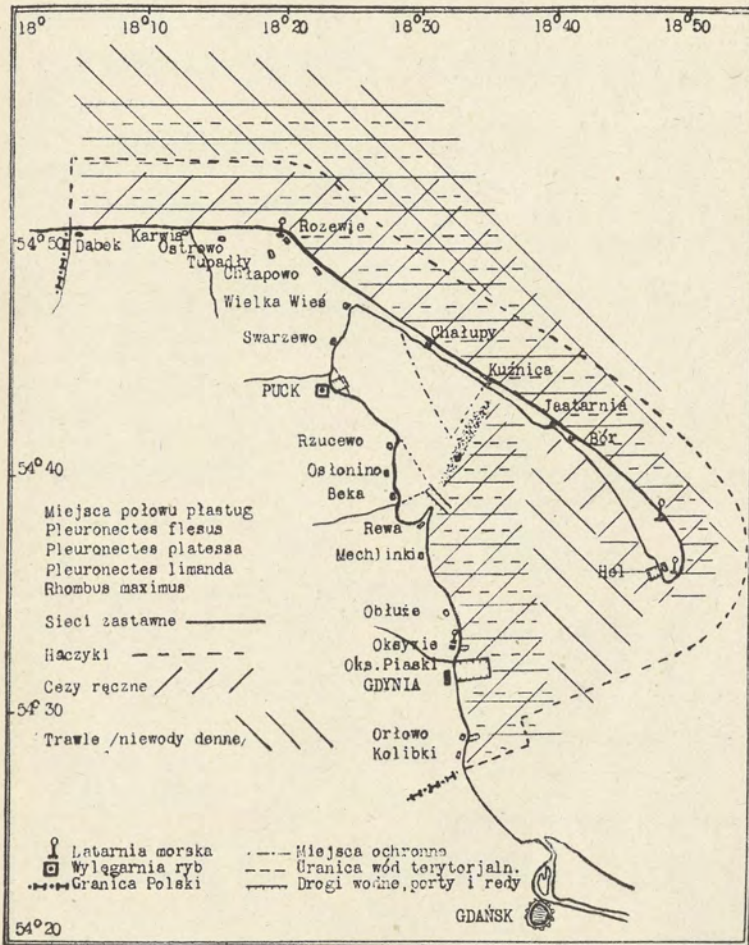 18° 18°10 18°20 18°30 18°40 18°50
54°50
Dąbek
Karwia
Ostrowo
Tupadły
Rozewie
Chłapowo
Wielka Wieś
Swarzewo
Chałupy
Kuźnica
PUCK
Jastarnia
Bór
Rzucewo
54°40
Osłonino
Beka
Miejsca połowu płastug
Pleuronectes flesus
Pleuronectes platessa
Pleuronectes limanda
Rhombus maximus
Rewa
Mechlinki
Hel
Obłuże
Sieci zastawne
Oksywie
Haczyki
Oks.Piaski
Cezy ręczne
GDYNIA
54°30
Trawle /niewody denne/
Orłowo
Kolibki
Latarnia morska
Wylęgarnia ryb
Granica Polski
Miejsca ochronne
Granica wód terytorjaln.
Drogi wodne,porty i redy
54°20
GDAŃSK